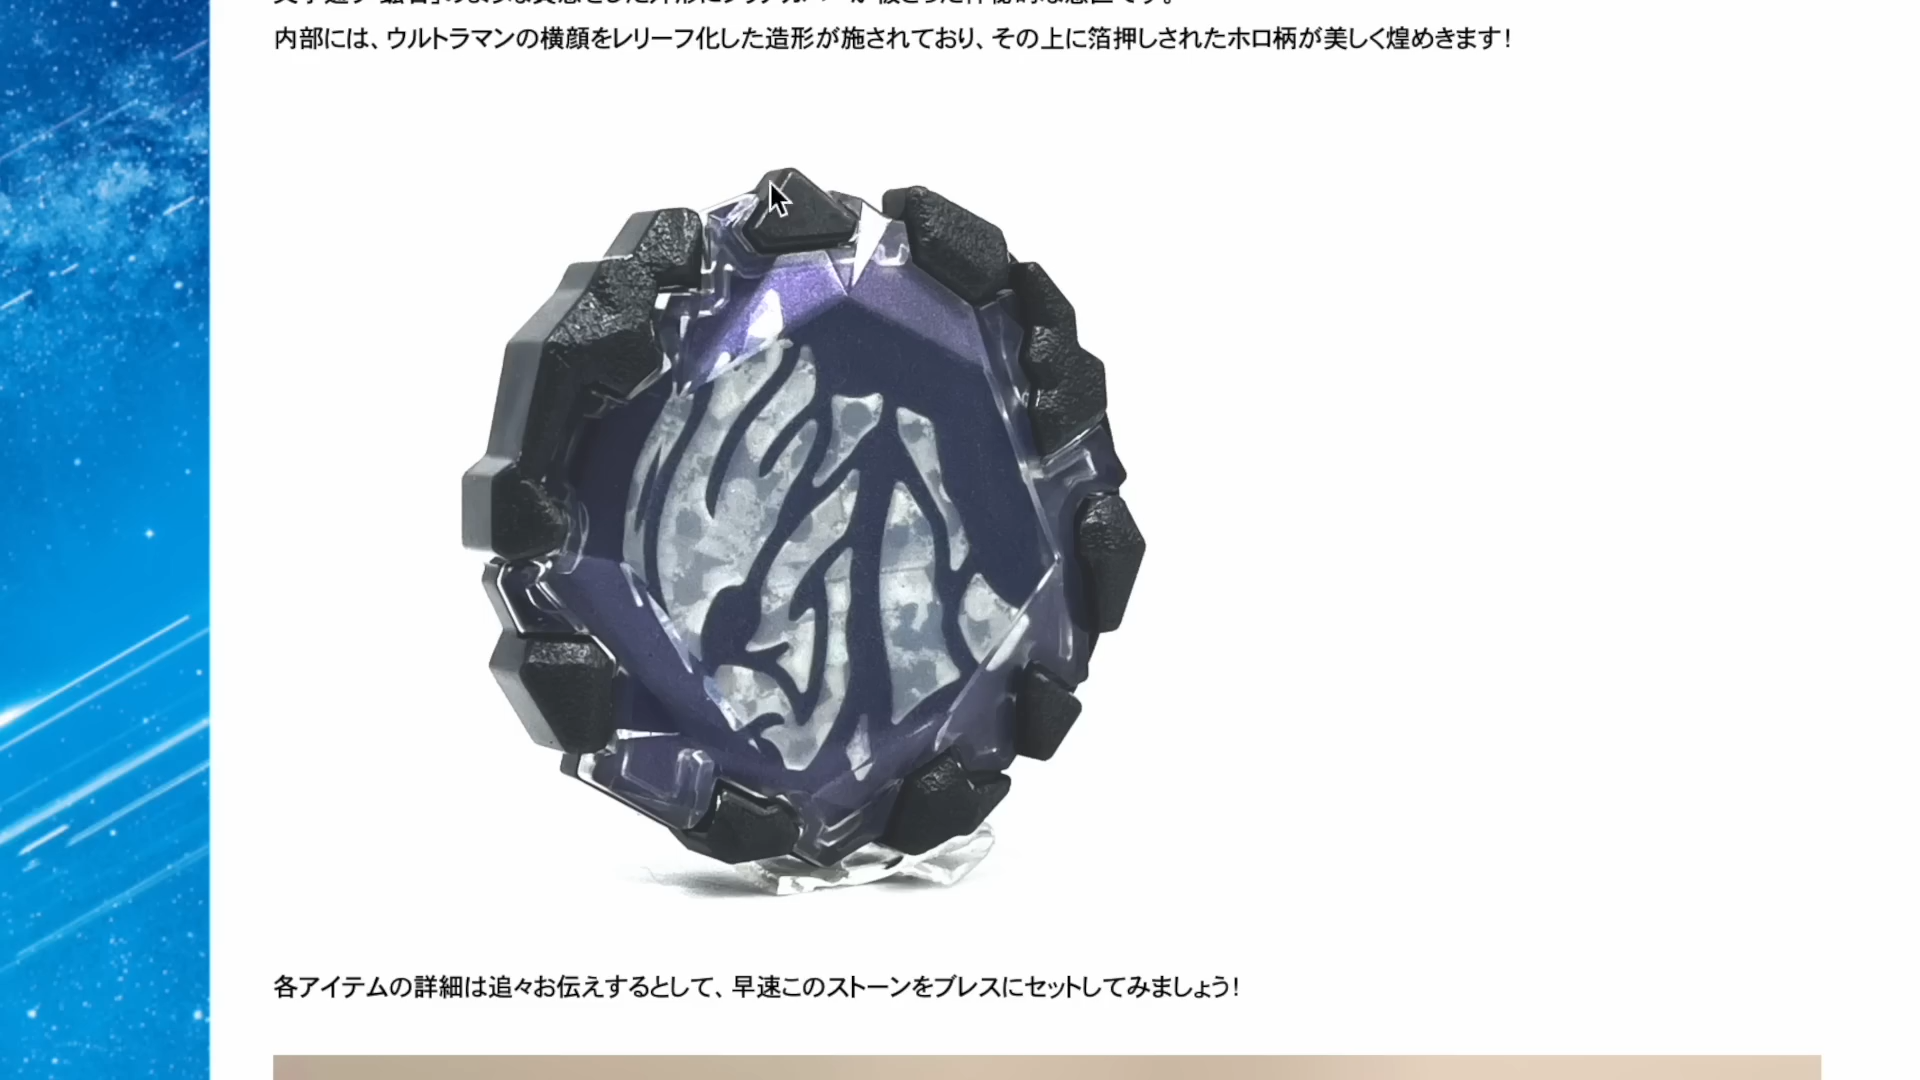 内部には、ウルトラマンの横顔をレリーフ化した造形が施されており、その上に箔押しされたホロ柄が美しく煌めきます!
各アイテムの詳細は追々お伝えするとして、早速このストーンをブレスにセットしてみましょう!